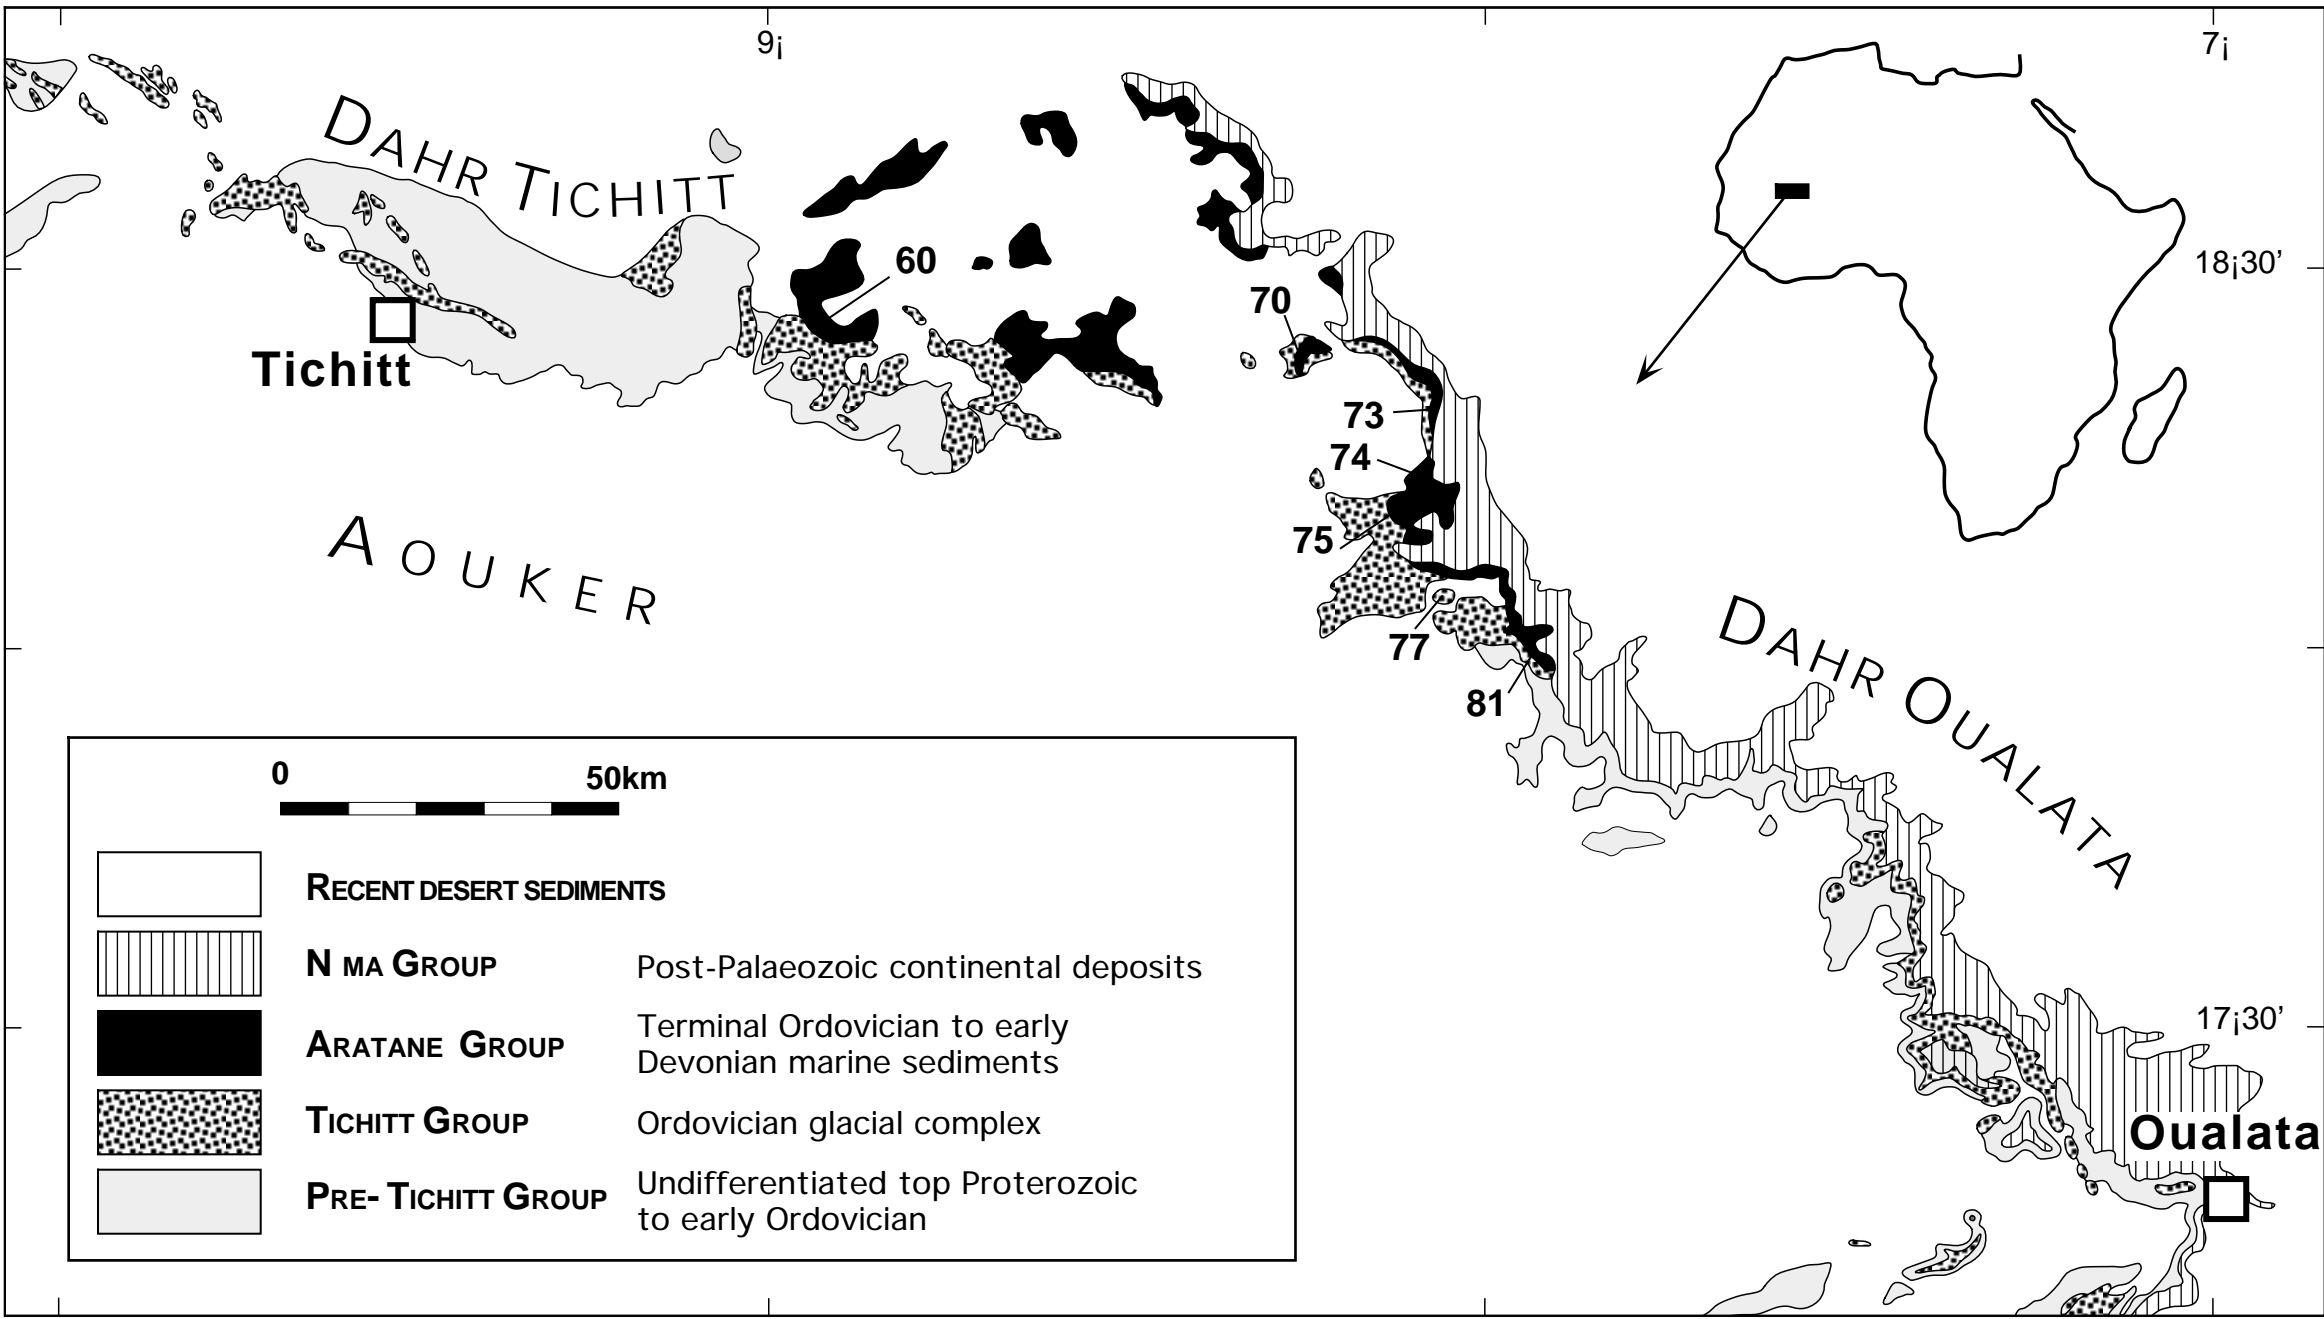 9¡
7¡
DAHR TICHITT
60
18¡30'
70
Tichitt
73
74
AOUKER
75
77
DAHR OUALATA
81
0 50km
RECENT DESERT SEDIMENTS
N MA GROUP Post-Palaeozoic continental deposits
17¡30'
ARATANE GROUP Terminal Ordovician to early
Devonian marine sediments
TICHITT GROUP Ordovician glacial complex
Oualata
PRE- TICHITT GROUP Undifferentiated top Proterozoic
to early Ordovician